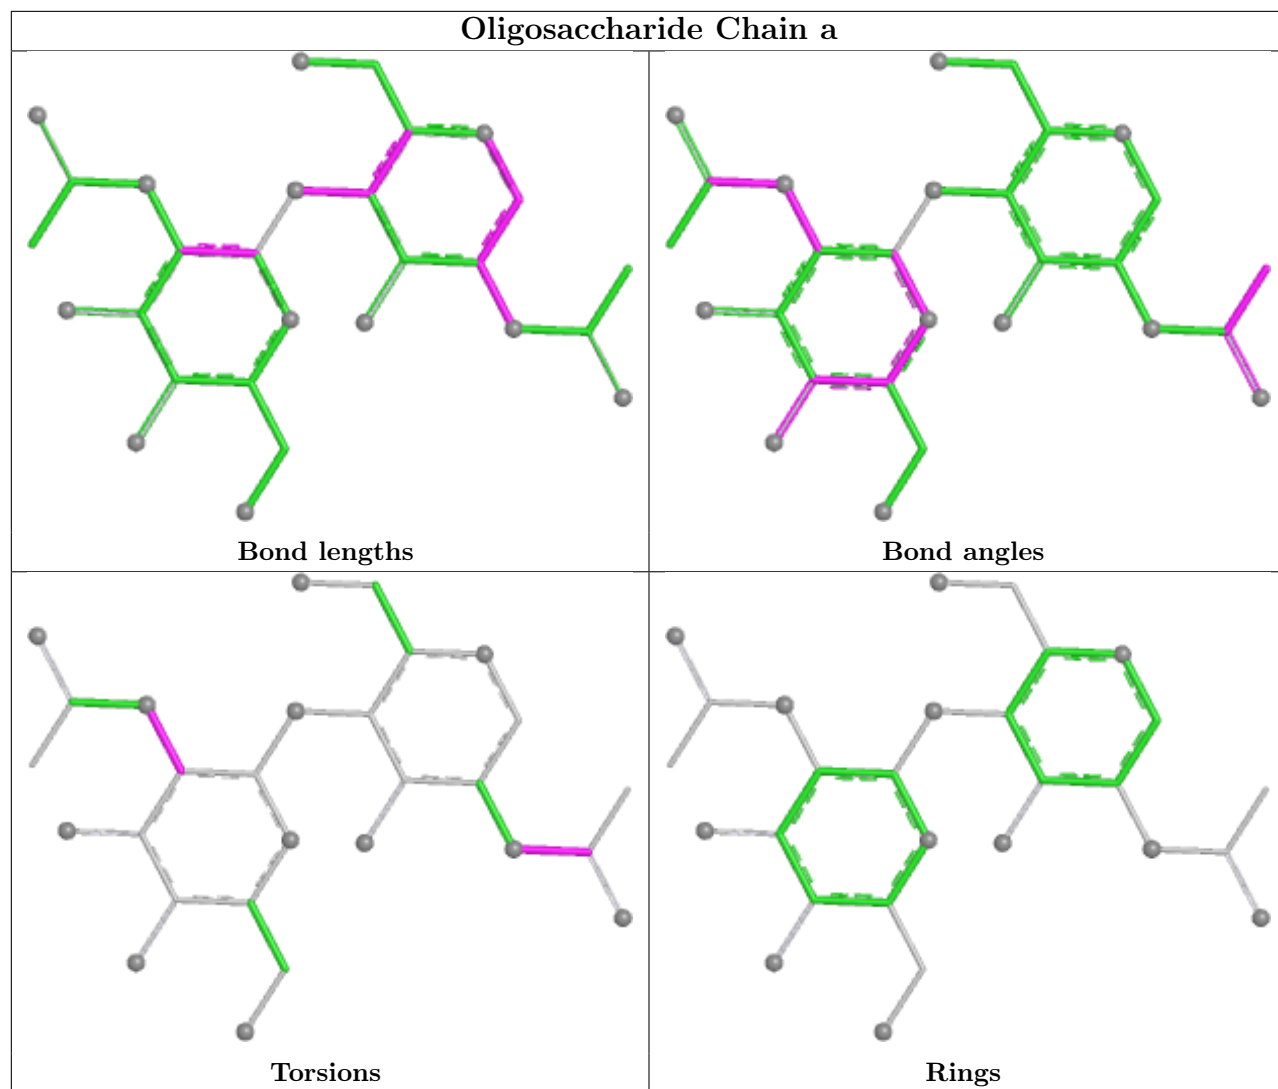 Oligosaccharide Chain a
Bond lengths
Bond angles
Torsions
Rings